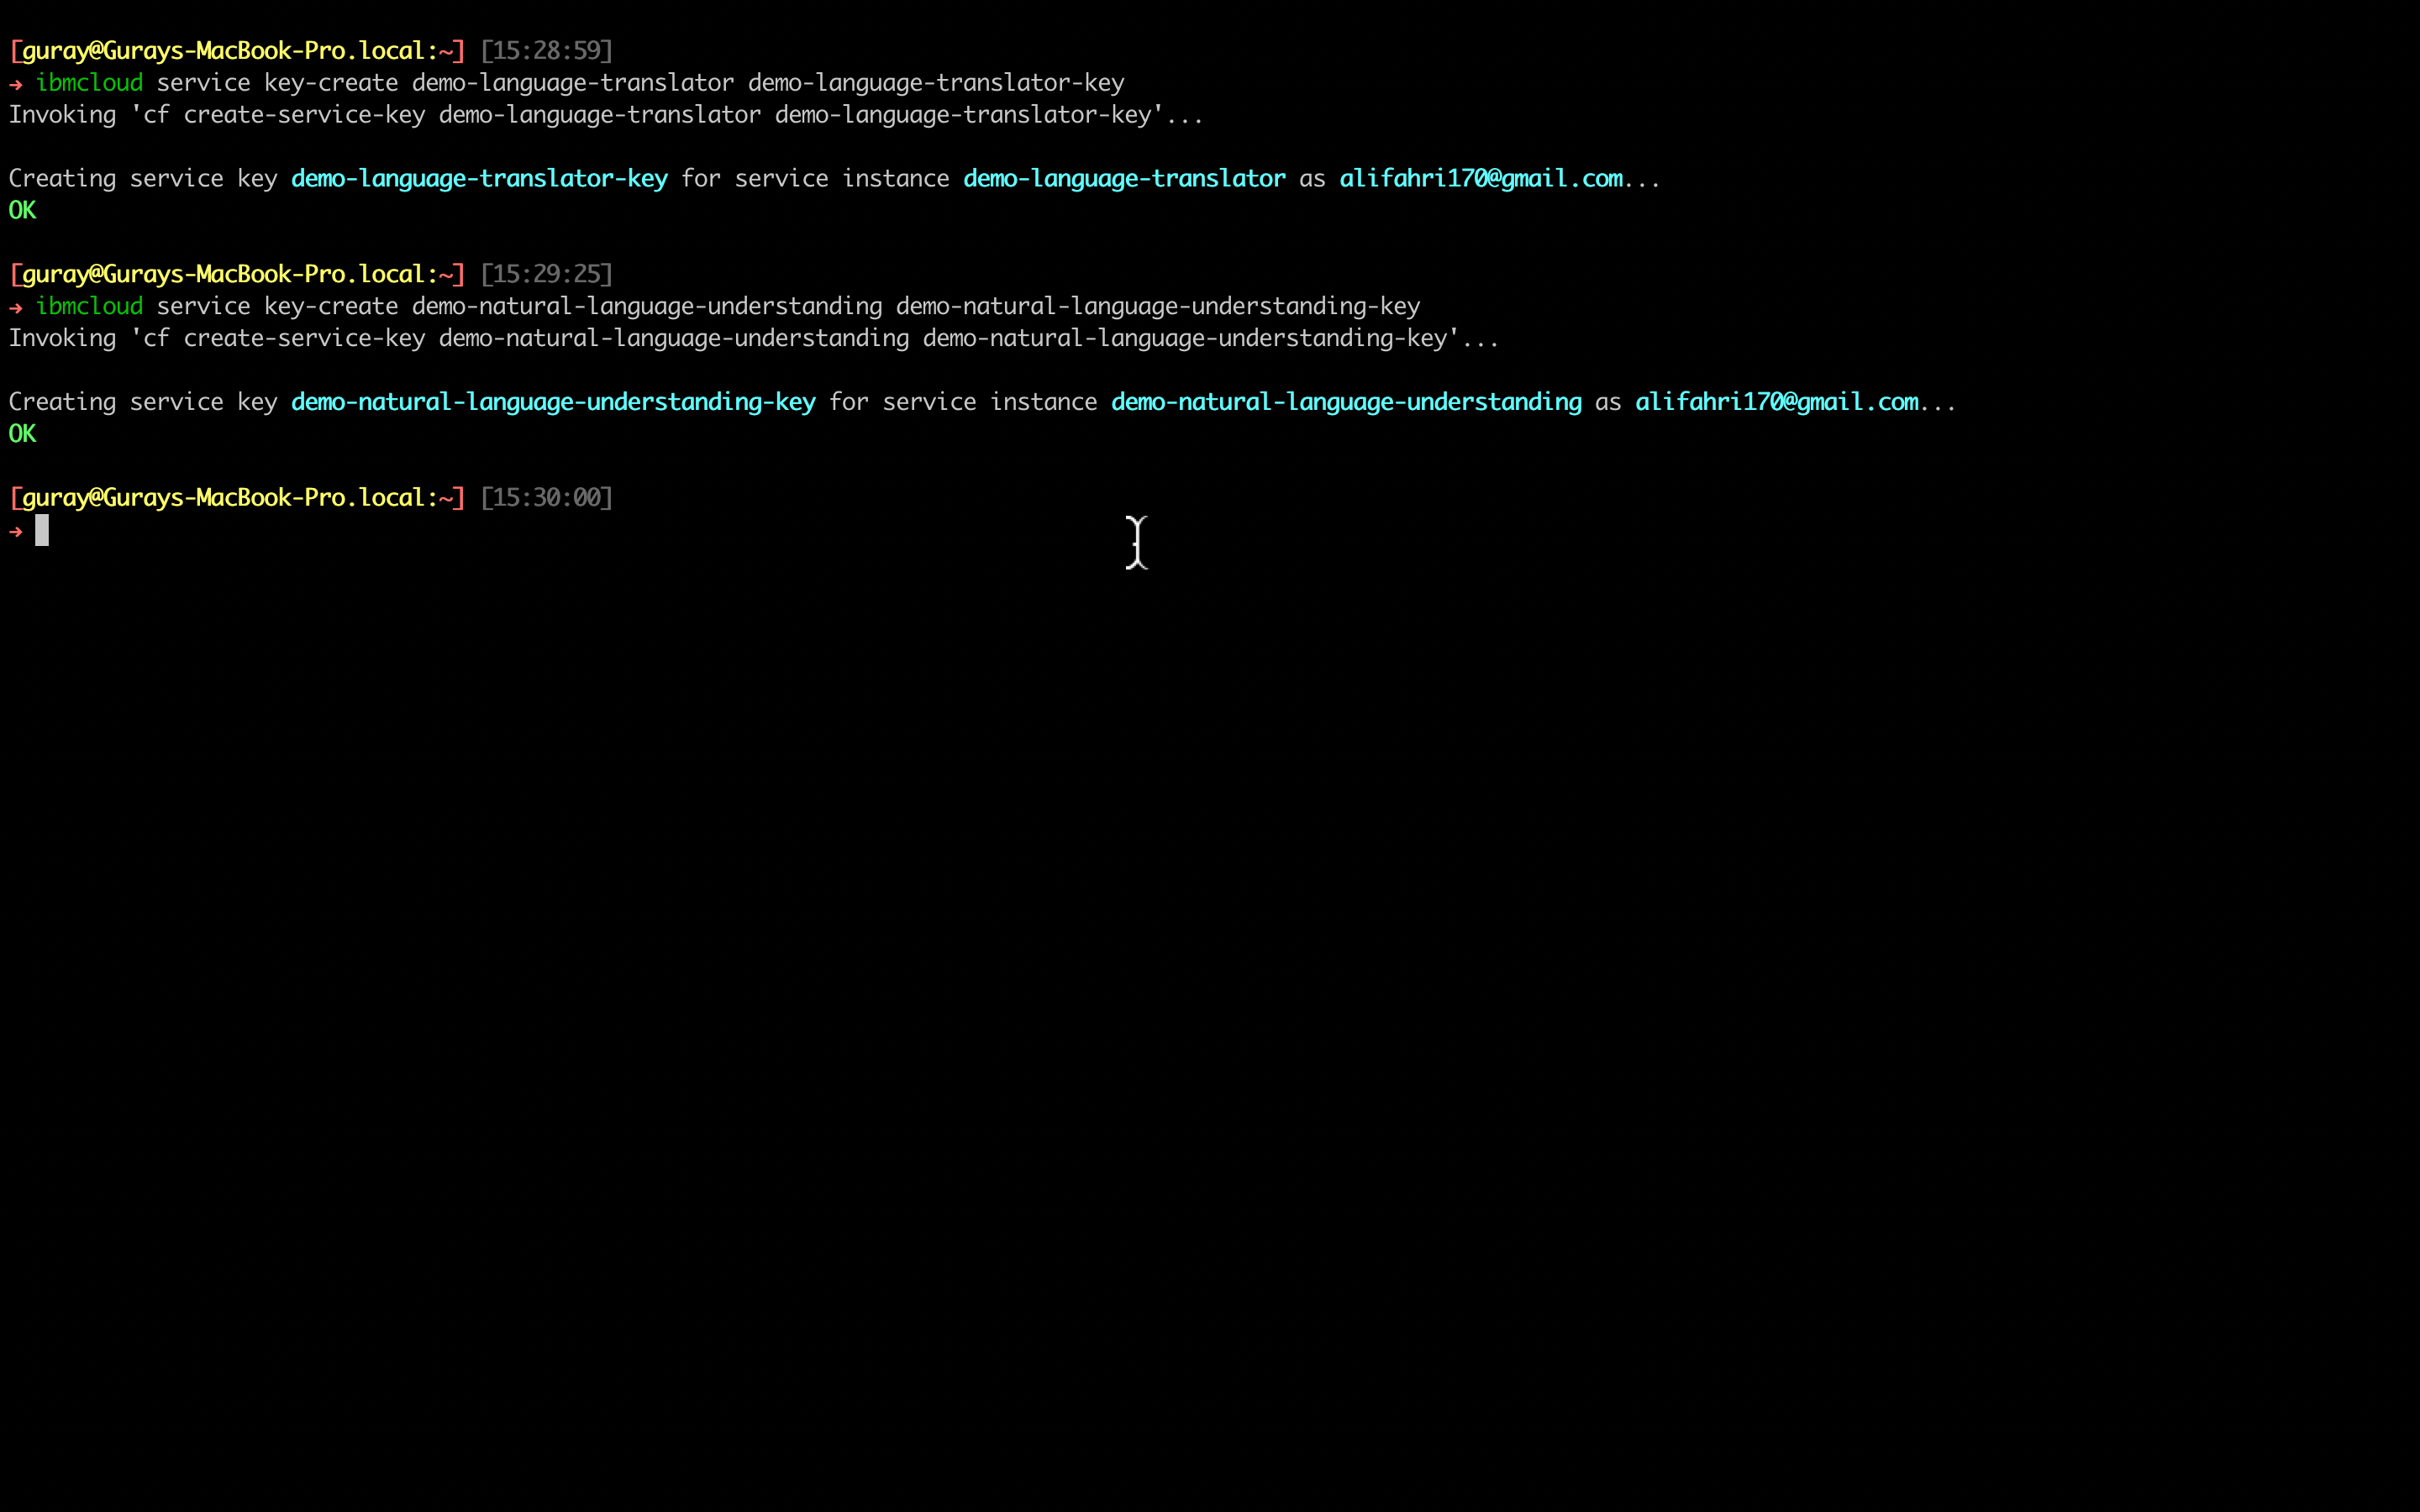 [guray@Gurays-MacBook-Pro.local:~] [15:28:59]
→ ibmcloud service key-create demo-language-translator demo-language-translator-key
Invoking 'cf create-service-key demo-language-translator demo-language-translator-key'...
Creating service key demo-language-translator-key for service instance demo-language-translator as alifahri170@gmail.com...
OK
[guray@Gurays-MacBook-Pro.local:~] [15:29:25]
→ ibmcloud service key-create demo-natural-language-understanding demo-natural-language-understanding-key
Invoking 'cf create-service-key demo-natural-language-understanding demo-natural-language-understanding-key'...
Creating service key demo-natural-language-understanding-key for service instance demo-natural-language-understanding as alifahri170@gmail.com...
OK
[guray@Gurays-MacBook-Pro.local:~] [15:30:00]
→